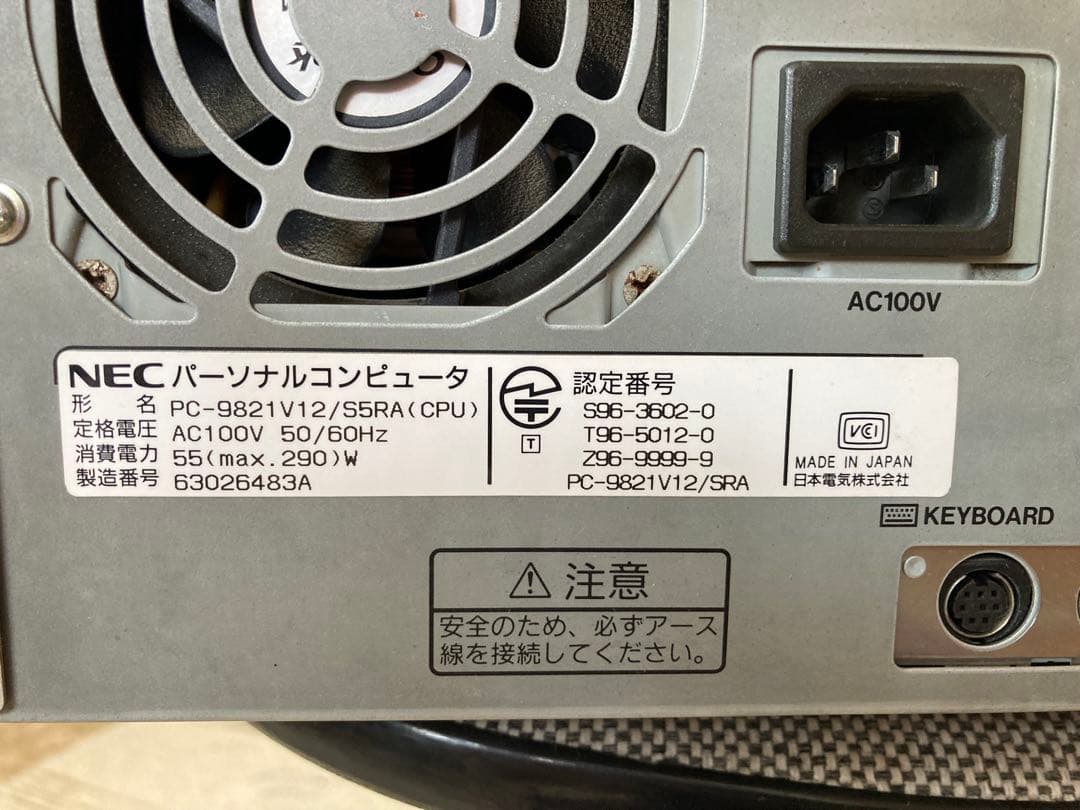 AC100V
NEC パーソナルコンピュータ
形 名 PC-9821V12/S5RA(CPU)
定格電圧 AC100V 50/60Hz
消費電力 55(max.290)W
製造番号 63026483A
T
認定番号
S96-3602-0
T96-5012-0
Z96-9999-9
PC-9821V12/SRA
VCI
MADE IN JAPAN
日本電気株式会社
KEYBOARD
注意
安全のため、必ずアース
線を接続してください。